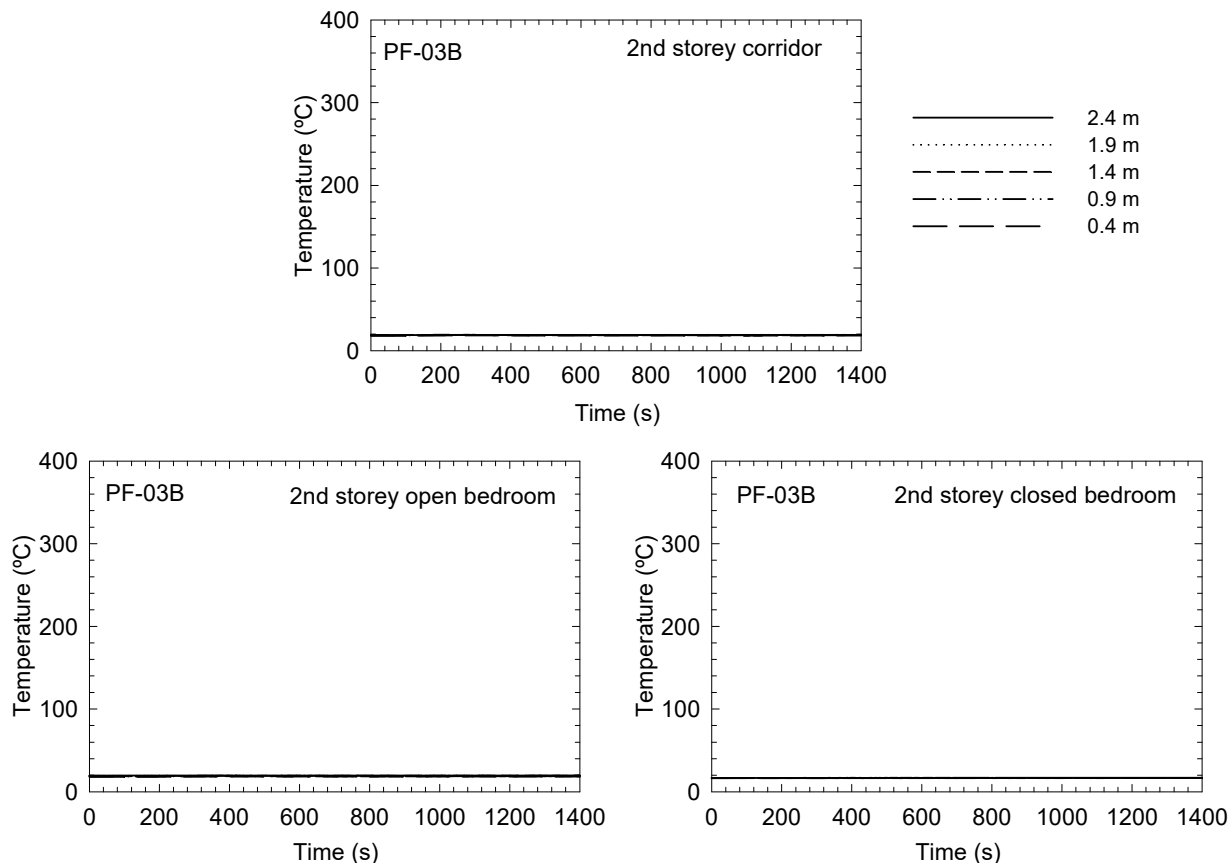 400
PF-03B
2nd storey corridor
300
200
100
0
Temperature (ºC)
0 200 400 600 800 1000 1200 1400
Time (s)
2.4 m
1.9 m
1.4 m
0.9 m
0.4 m
400
PF-03B
2nd storey open bedroom
300
200
100
0
Temperature (ºC)
0 200 400 600 800 1000 1200 1400
Time (s)
400
PF-03B
2nd storey closed bedroom
300
200
100
0
Temperature (ºC)
0 200 400 600 800 1000 1200 1400
Time (s)